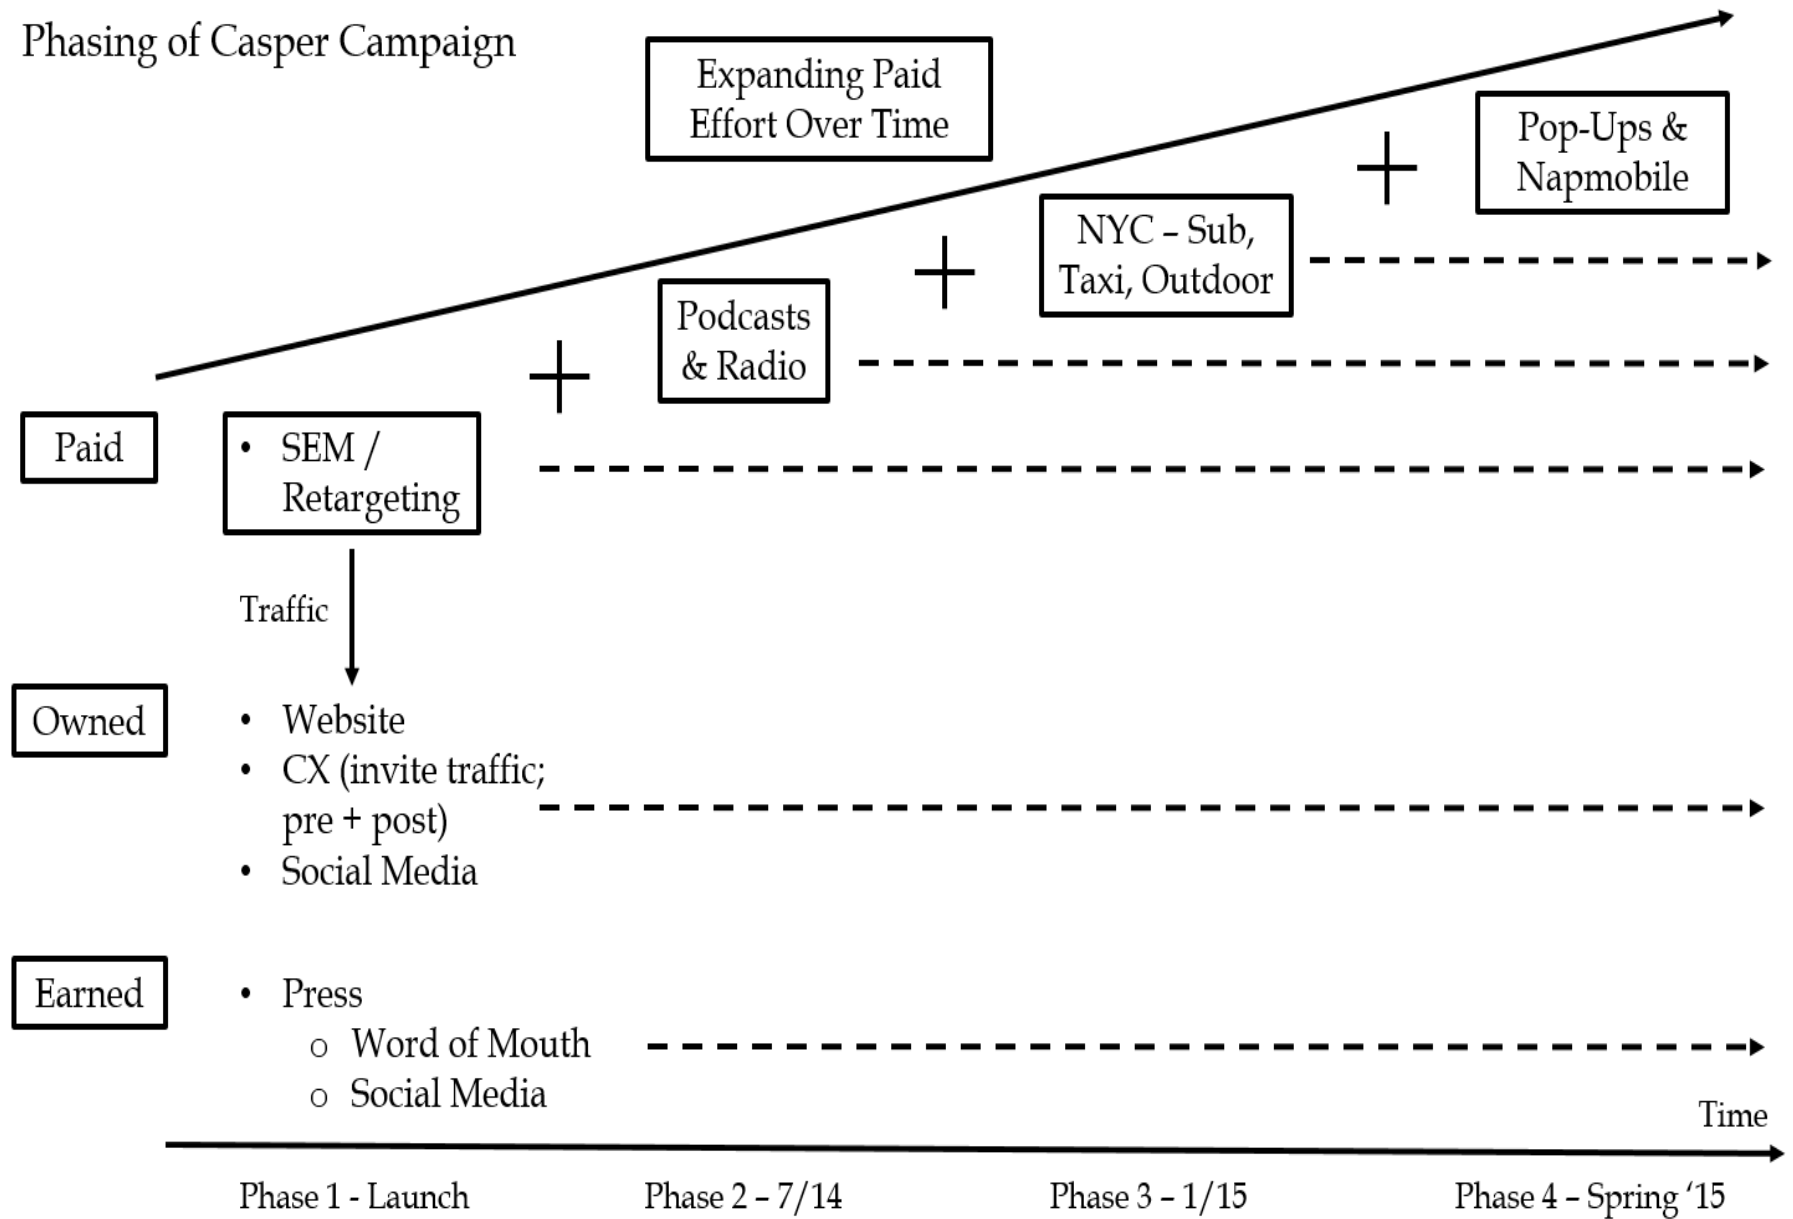 Phasing of Casper Campaign
Expanding Paid
Effort Over Time
Pop-Ups &
Napmobile
NYC – Sub,
Taxi, Outdoor
Podcasts
& Radio
Paid
• SEM /
Retargeting
Traffic
Owned
• Website
• CX (invite traffic;
pre + post)
• Social Media
Earned
• Press
o Word of Mouth
o Social Media
Time
Phase 1 - Launch
Phase 2 – 7/14
Phase 3 – 1/15
Phase 4 – Spring ‘15